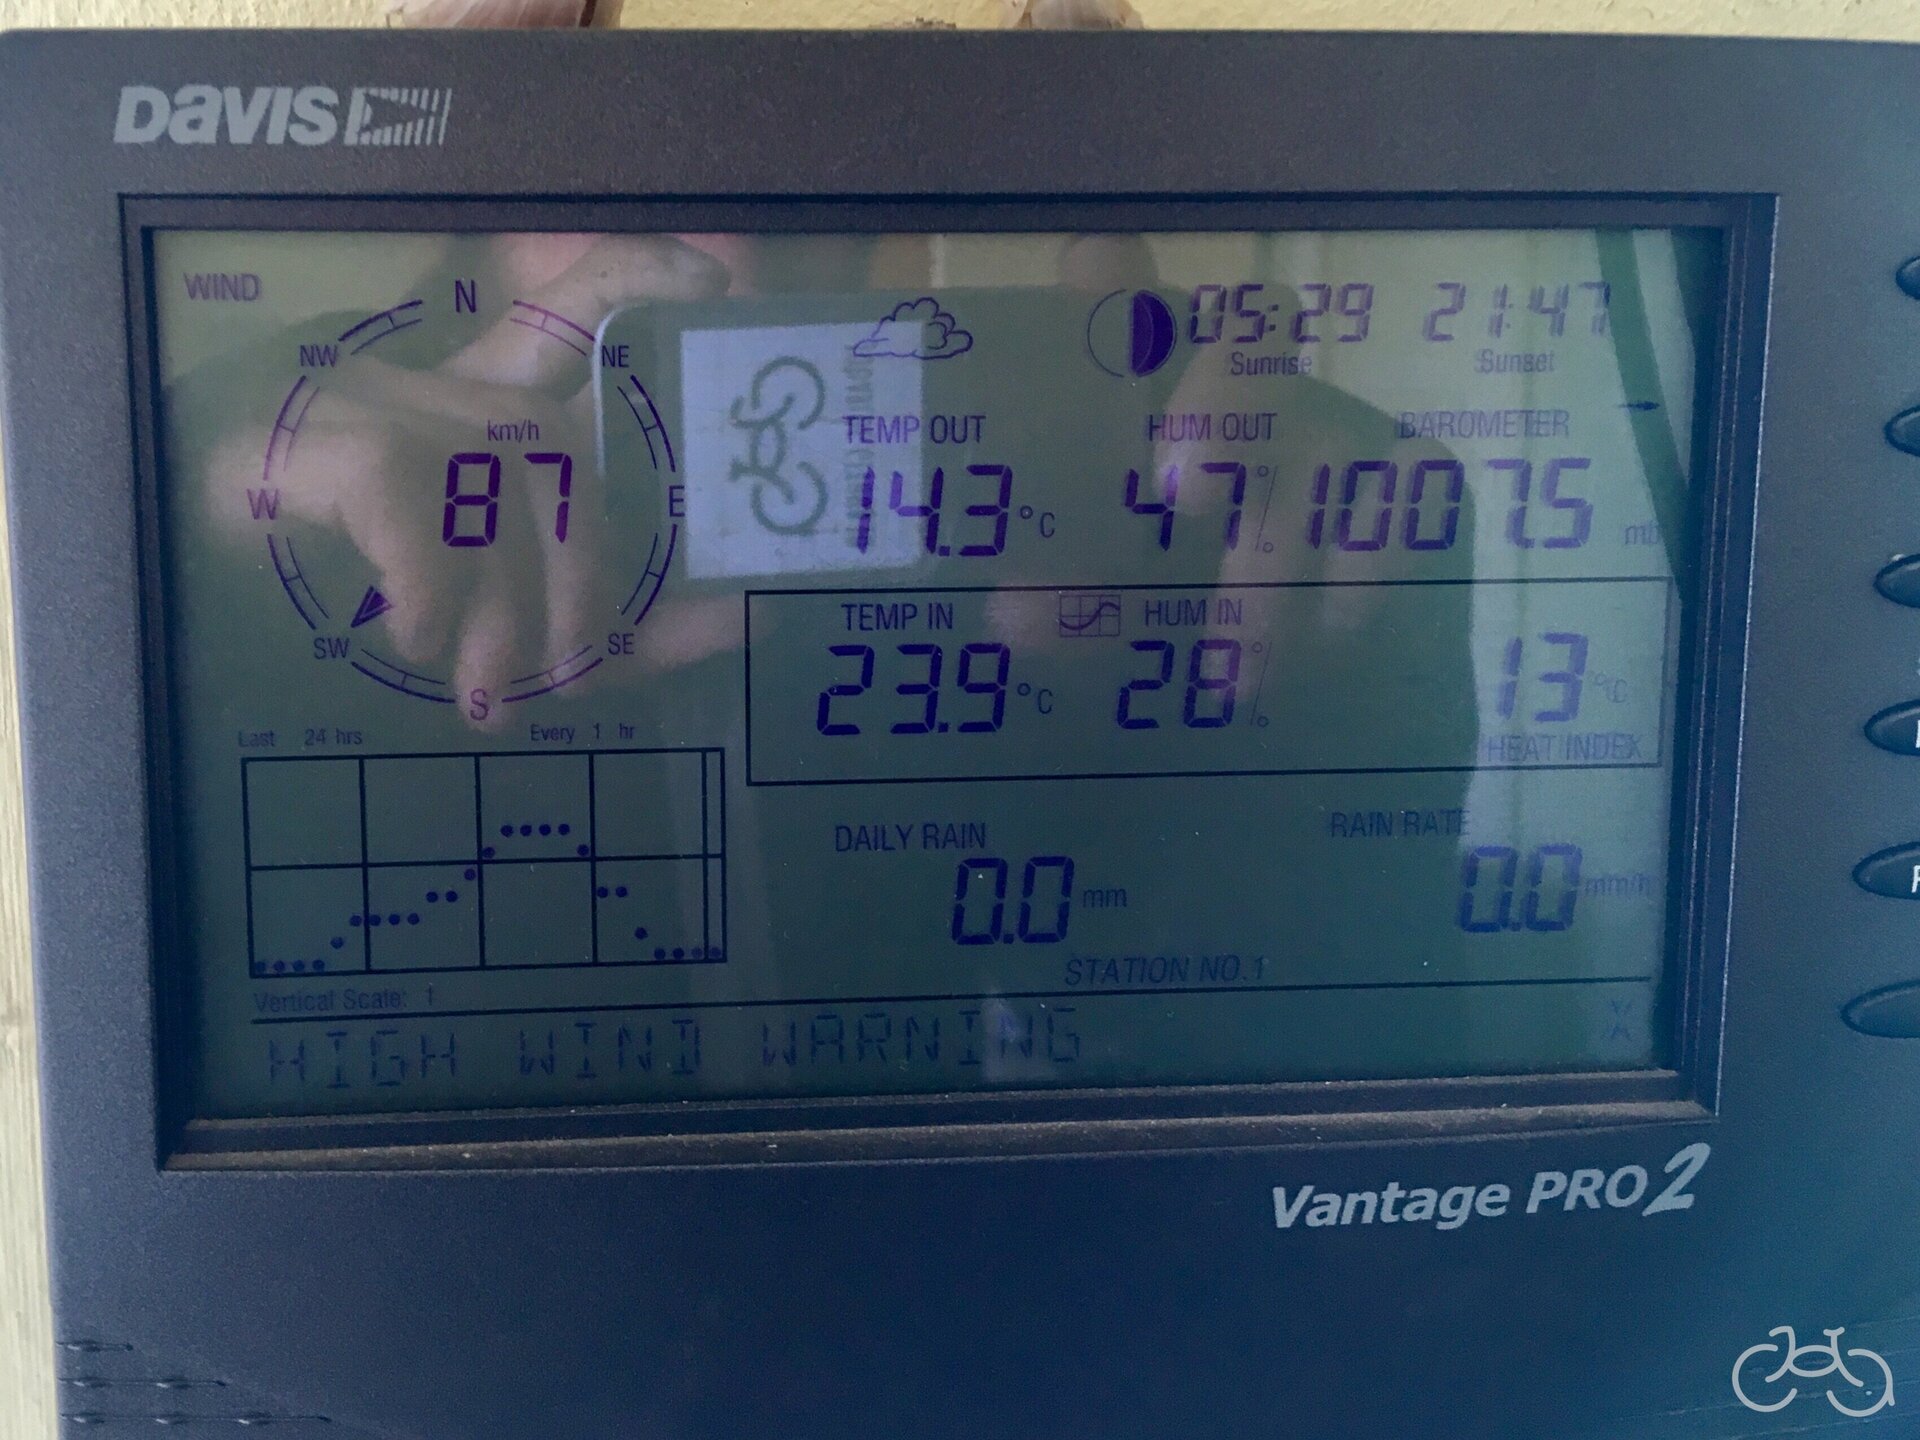 DAVIS
WIND
N
NW
NE
km/h
87
W
E
SW
SE
S
05:29 21:47
Sunrise Sunset
TEMP OUT HUM OUT BAROMETER
14.3°C 47% 1007.5 mb
TEMP IN HUM IN
23.9°C 28% 13°C
HEAT INDEX
Last 24 hrs Every 1 hr
DAILY RAIN RAIN RATE
0.0 mm 0.0 mm/hr
STATION NO.1
Vertical Scale: 1
HIGH WIND WARNING
Vantage PRO2